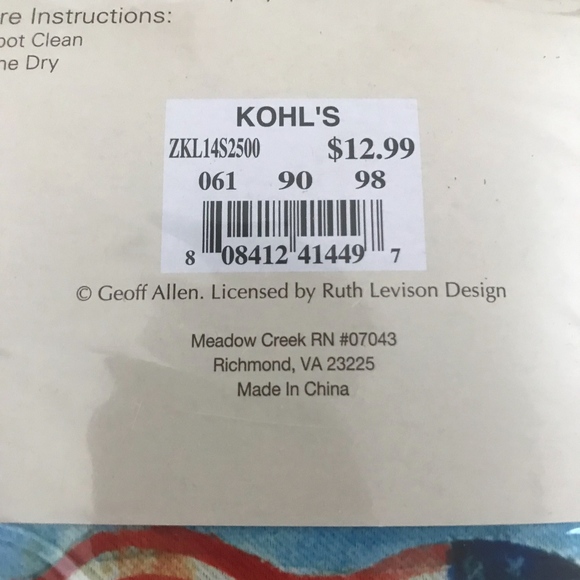 re Instructions:
pot Clean
ne Dry
KOHL'S
ZKL14S2500 $12.99
061 90 98
8 08412 41449 7
© Geoff Allen. Licensed by Ruth Levison Design
Meadow Creek RN #07043
Richmond, VA 23225
Made In China